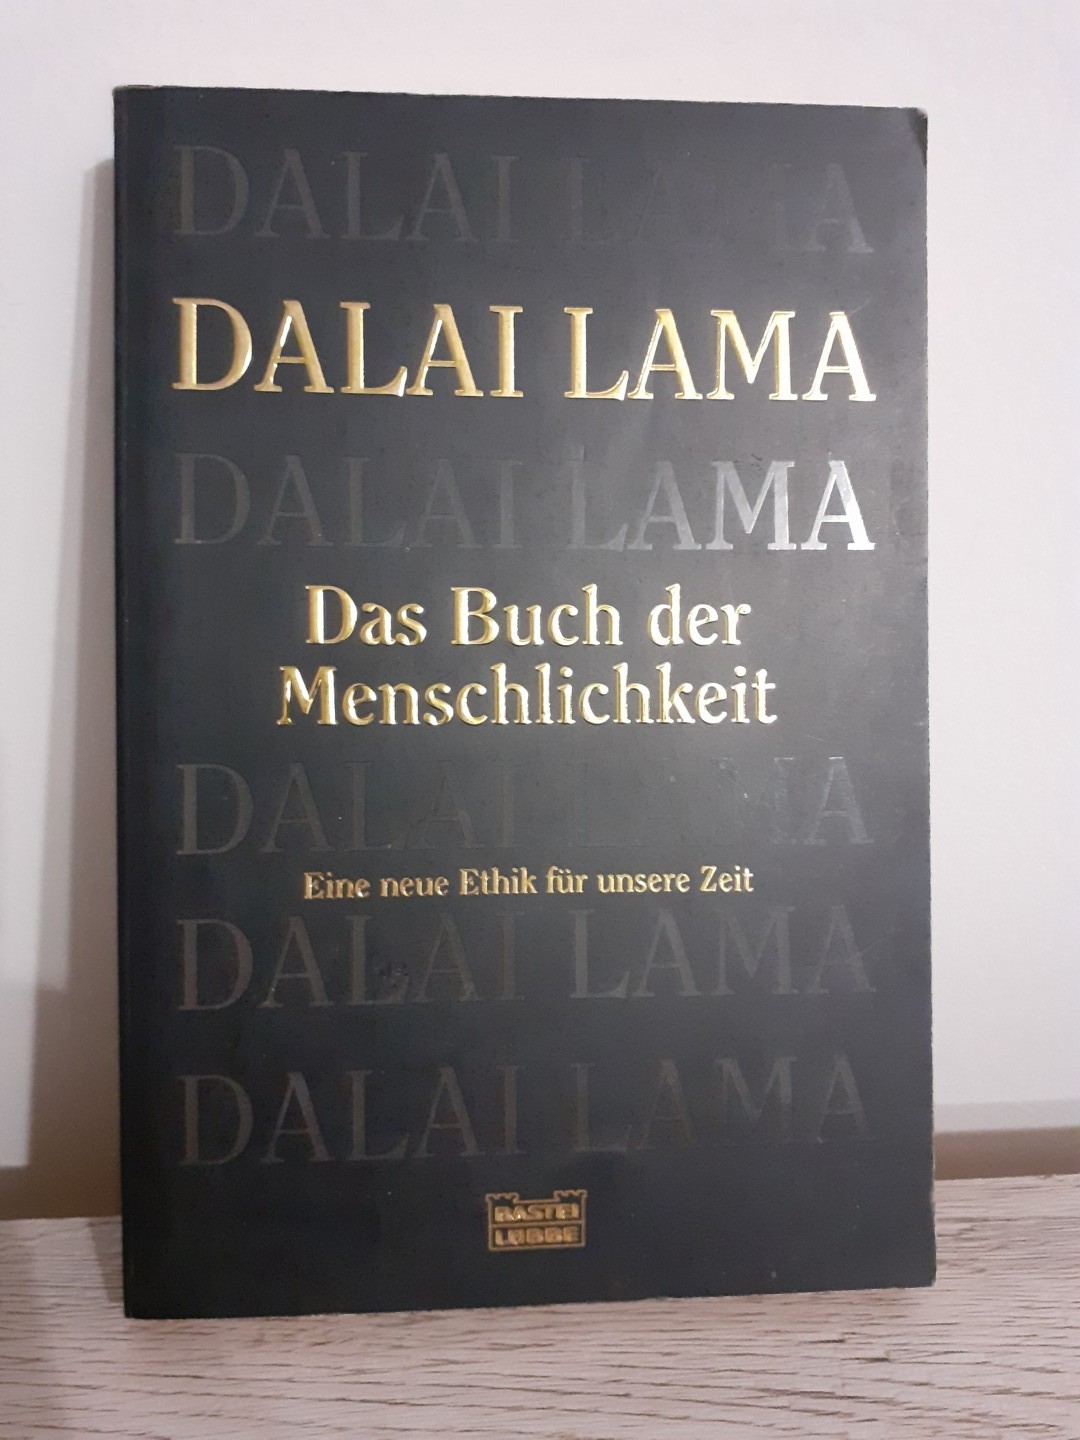 DALAI LAMA
DALAI LAMA
DALAI LAMA
Das Buch der
Menschlichkeit
DALAI LAMA
Eine neue Ethik für unsere Zeit
DALAI LAMA
DALAI LAMA
BASTEI
LÜBBE